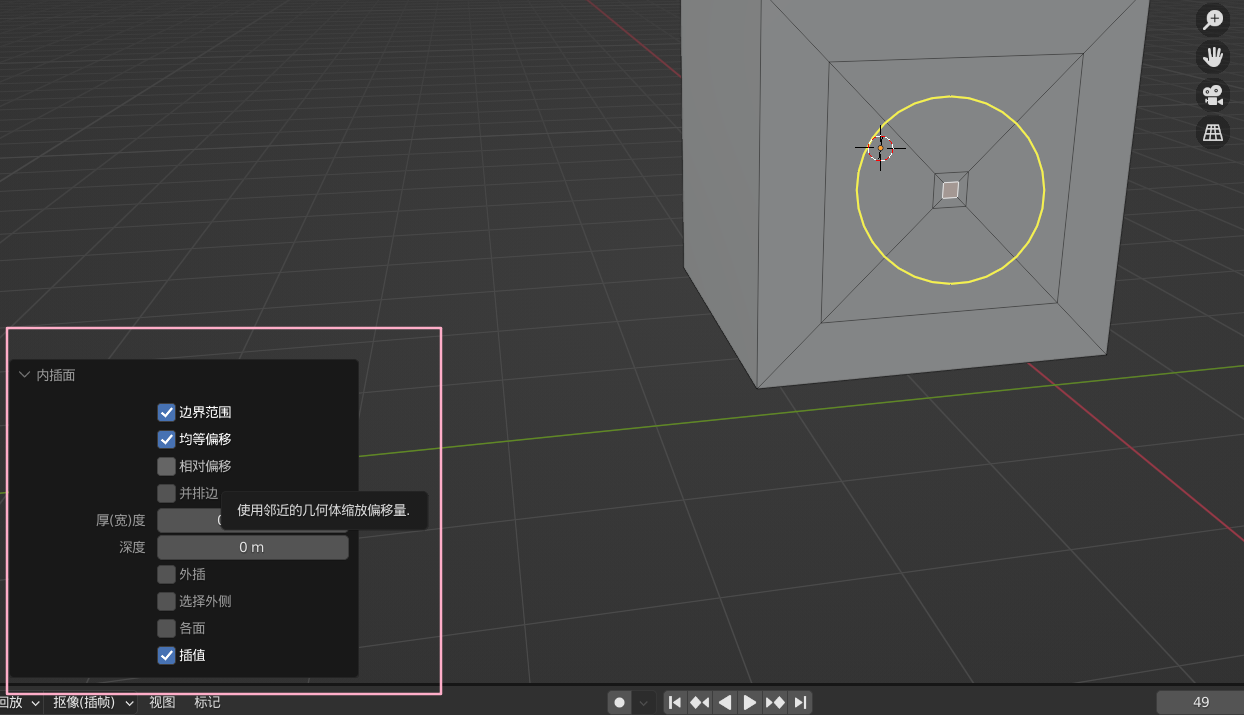 内插面
边界范围
均等偏移
相对偏移
并排边
使用邻近的几何体缩放偏移量.
厚(宽)度
深度 0 m
外插
选择外侧
各面
插值
回放 抠像(插帧) 视图 标记 49